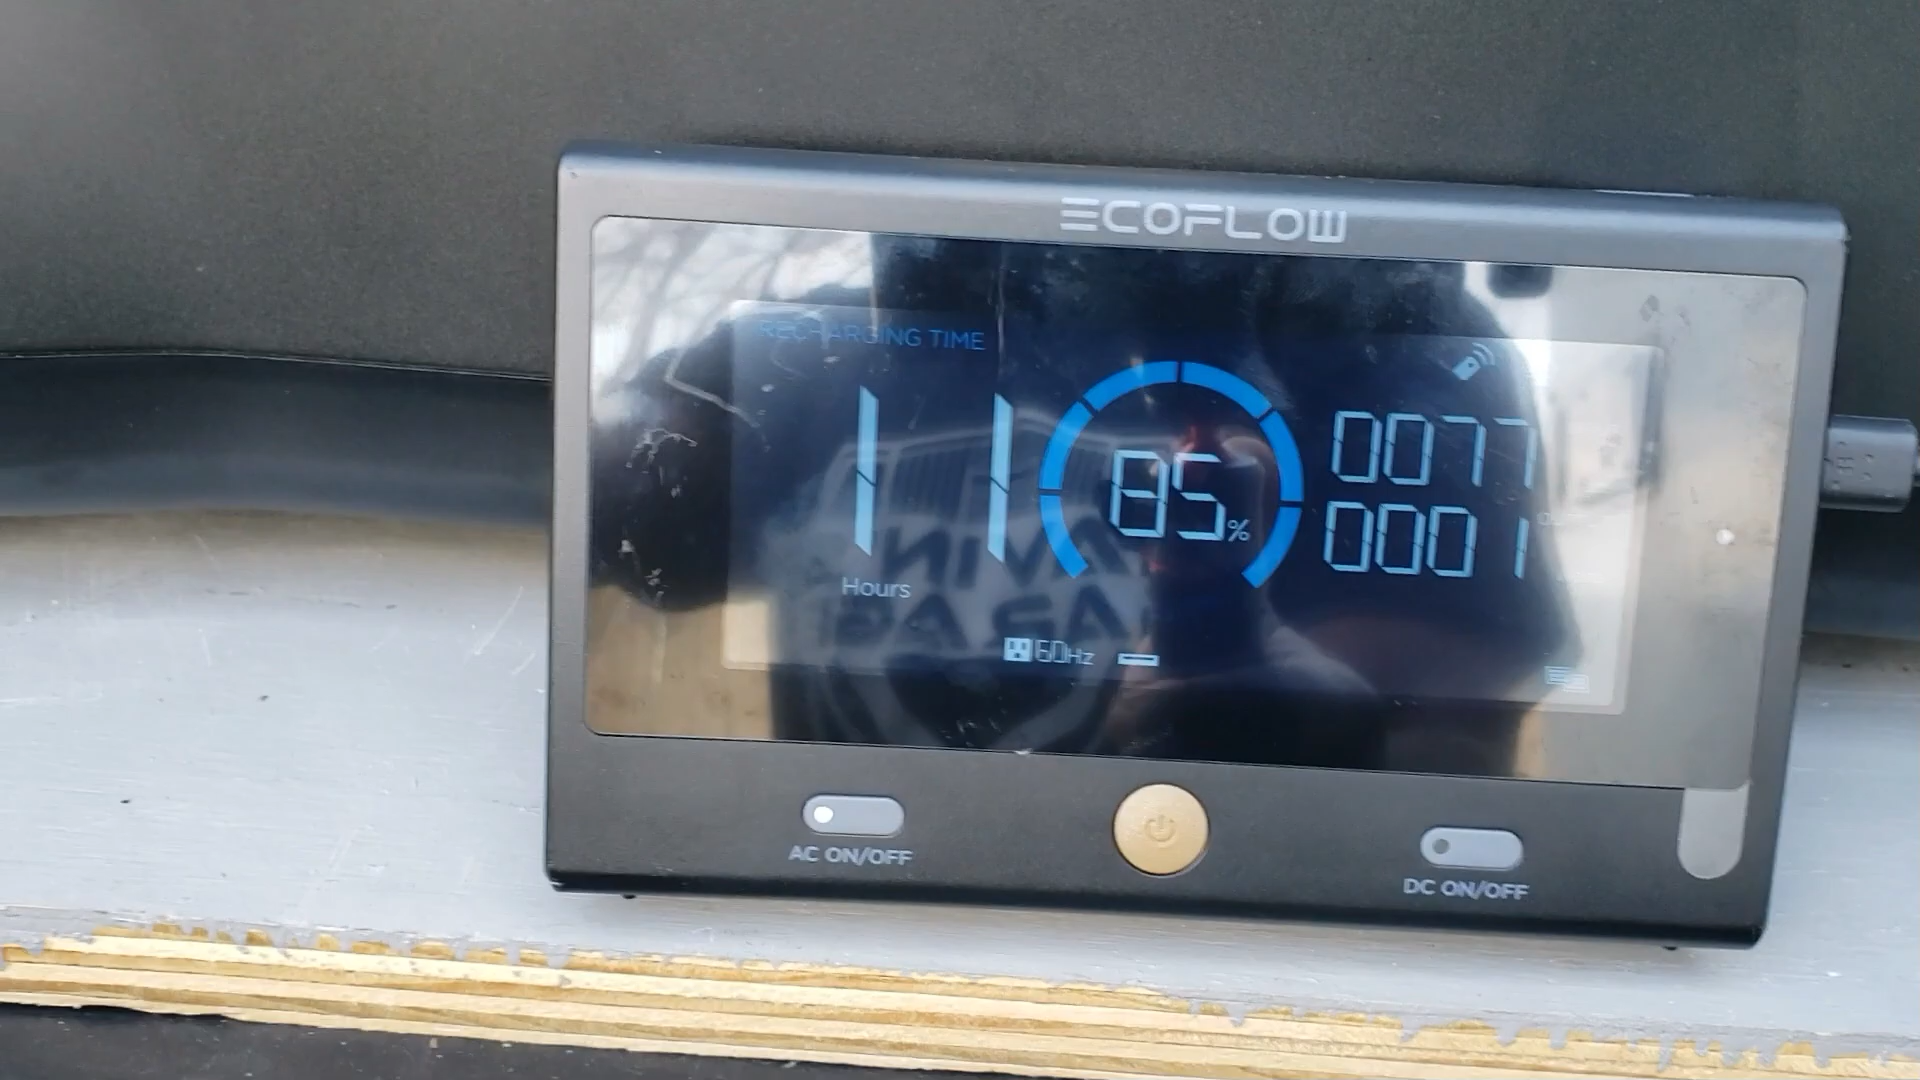 ECOFLOW
RECHARGING TIME
11
Hours
85%
0077
0001
60Hz
AC ON/OFF
DC ON/OFF